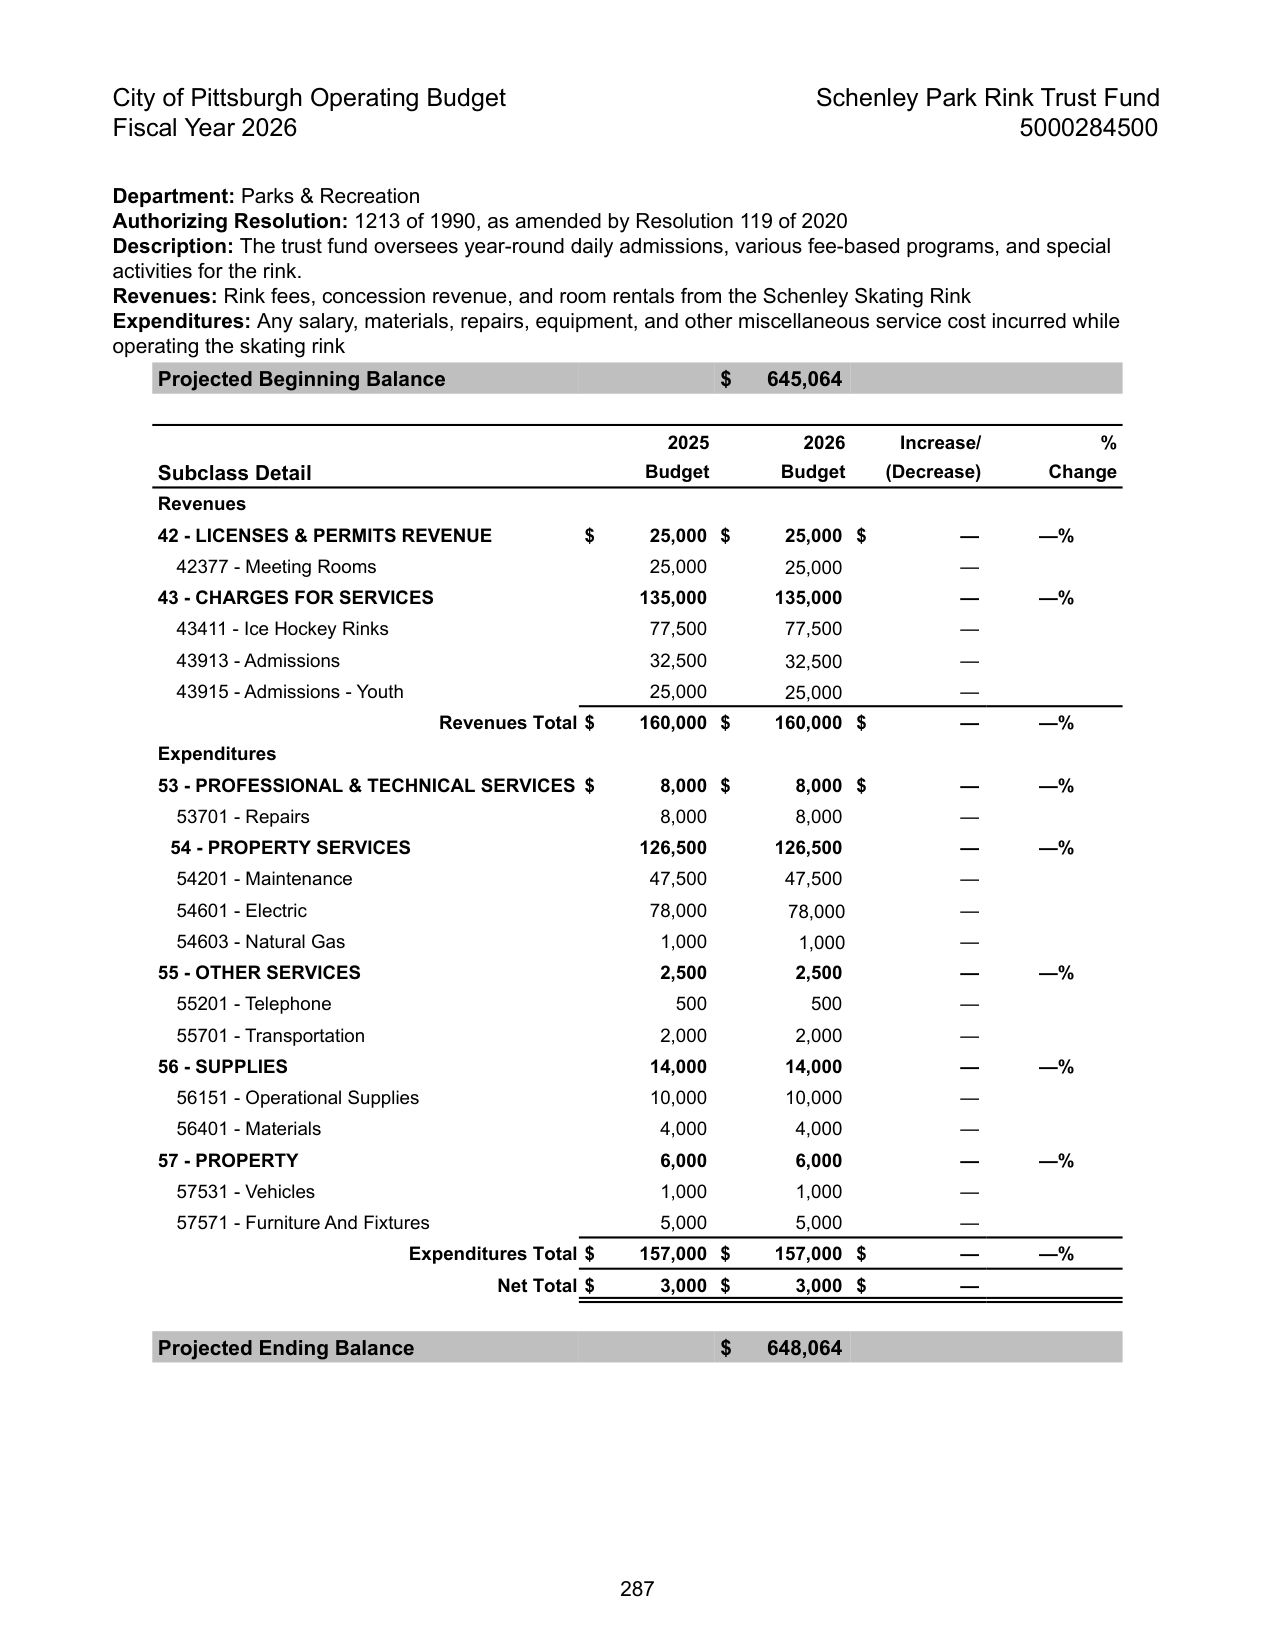 City of Pittsburgh Operating Budget Schenley Park Rink Trust Fund
Fiscal Year 2026 5000284500
Department: Parks & Recreation
Authorizing Resolution: 1213 of 1990, as amended by Resolution 119 of 2020
Description: The trust fund oversees year-round daily admissions, various fee-based programs, and special
activities for the rink.
Revenues: Rink fees, concession revenue, and room rentals from the Schenley Skating Rink
Expenditures: Any salary, materials, repairs, equipment, and other miscellaneous service cost incurred while
operating the skating rink
Projected Beginning Balance $ 645,064
2025 2026 Increase/ %
Subclass Detail Budget Budget (Decrease) Change
Revenues
42 - LICENSES & PERMITS REVENUE $ 25,000 $ 25,000 $ — —%
42377 - Meeting Rooms 25,000 25,000 —
43 - CHARGES FOR SERVICES 135,000 135,000 — —%
43411 - Ice Hockey Rinks 77,500 77,500 —
43913 - Admissions 32,500 32,500 —
43915 - Admissions - Youth 25,000 25,000 —
Revenues Total $ 160,000 $ 160,000 $ — —%
Expenditures
53 - PROFESSIONAL & TECHNICAL SERVICES $ 8,000 $ 8,000 $ — —%
53701 - Repairs 8,000 8,000 —
54 - PROPERTY SERVICES 126,500 126,500 — —%
54201 - Maintenance 47,500 47,500 —
54601 - Electric 78,000 78,000 —
54603 - Natural Gas 1,000 1,000 —
55 - OTHER SERVICES 2,500 2,500 — —%
55201 - Telephone 500 500 —
55701 - Transportation 2,000 2,000 —
56 - SUPPLIES 14,000 14,000 — —%
56151 - Operational Supplies 10,000 10,000 —
56401 - Materials 4,000 4,000 —
57 - PROPERTY 6,000 6,000 — —%
57531 - Vehicles 1,000 1,000 —
57571 - Furniture And Fixtures 5,000 5,000 —
Expenditures Total $ 157,000 $ 157,000 $ — —%
Net Total $ 3,000 $ 3,000 $ —
Projected Ending Balance $ 648,064
287